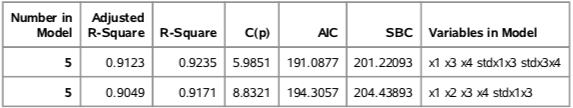 Number in Model Adjusted R-Square R-Square C(p) AIC SBC Variables in Model
5 0.9123 0.9235 5.9851 191.0877 201.22093 x1 x3 x4 stdx1x3 stdx3x4
5 0.9049 0.9171 8.8321 194.3057 204.43893 x1 x2 x3 x4 stdx1x3